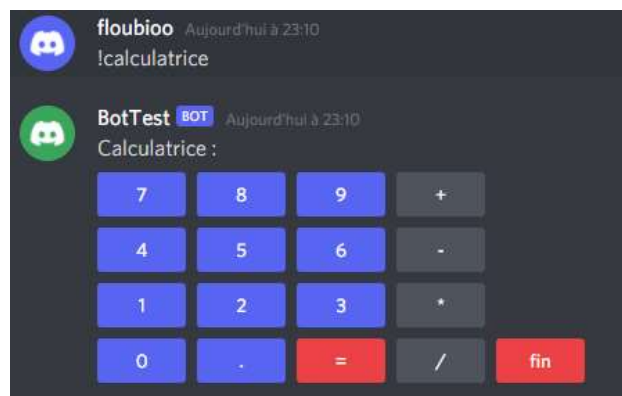 floubioo Aujourd'hui à 23:10
!calculatrice
BotTest BOT Aujourd'hui à 23:10
Calculatrice :
7 8 9 +
4 5 6 -
1 2 3 *
0 . = / fin